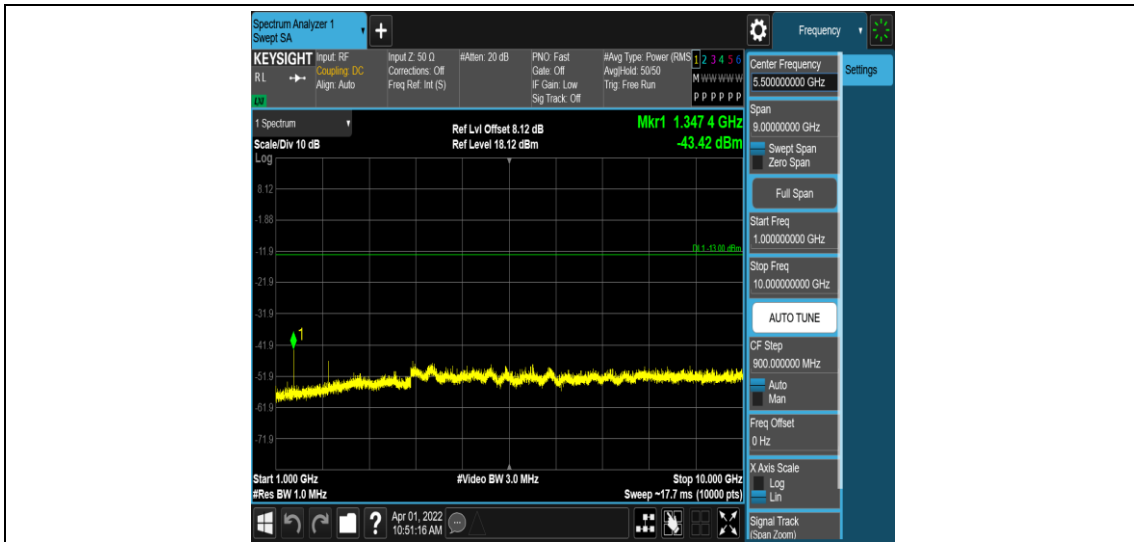 Spectrum Analyzer 1
Swept SA
+
Frequency
KEYSIGHT
RL
LXI
Input: RF
Coupling: DC
Align: Auto
Input Z: 50 Ω
Corrections: Off
Freq Ref: Int (S)
#Atten: 20 dB
PNO: Fast
Gate: Off
IF Gain: Low
Sig Track: Off
#Avg Type: Power (RMS
Avg|Hold: 50/50
Trig: Free Run
1 2 3 4 5 6
M W W W W W
P P P P P P
1 Spectrum
Scale/Div 10 dB
Log
Ref Lvl Offset 8.12 dB
Ref Level 18.12 dBm
Mkr1 1.347 4 GHz
-43.42 dBm
8.12
-1.88
-11.9
DL1 -13.00 dBm
-21.9
-31.9
-41.9
1
-51.9
-61.9
-71.9
Start 1.000 GHz
#Res BW 1.0 MHz
#Video BW 3.0 MHz
Stop 10.000 GHz
Sweep ~17.7 ms (10000 pts)
Center Frequency
5.500000000 GHz
Settings
Span
9.00000000 GHz
Swept Span
Zero Span
Full Span
Start Freq
1.000000000 GHz
Stop Freq
10.000000000 GHz
AUTO TUNE
CF Step
900.000000 MHz
Auto
Man
Freq Offset
0 Hz
X Axis Scale
Log
Lin
Signal Track
(Span Zoom)
?
Apr 01, 2022
10:51:16 AM